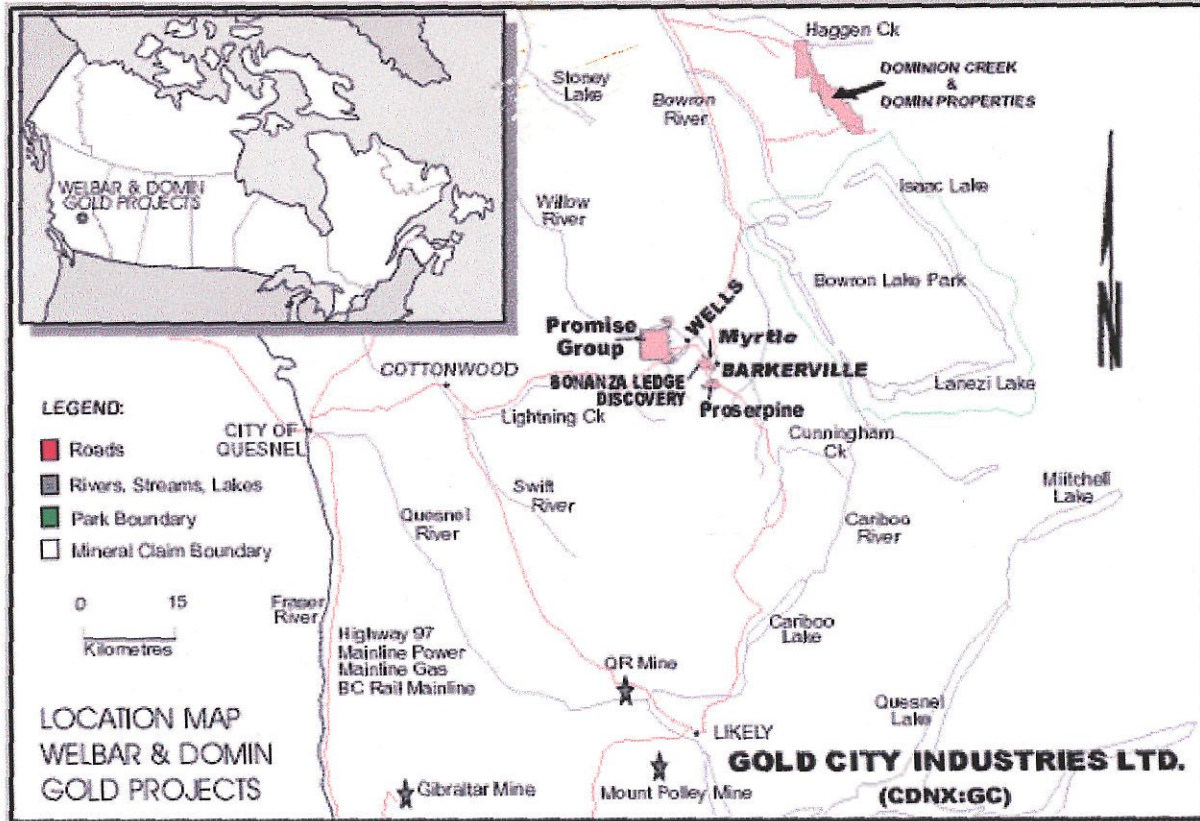 WELBAR & DOMIN
GOLD PROJECTS
Haggen Ck
DOMINION CREEK
&
DOMIN PROPERTIES
Stoney
Lake
Bowron
River
Isaac Lake
Willow
River
Bowron Lake Park
WELLS
Promise
Group
Myrtle
BARKERVILLE
BONANZA LEDGE
DISCOVERY
Proserpine
Lanezi Lake
COTTONWOOD
Lightning Ck
Cunningham
Ck
CITY OF
QUESNEL
LEGEND:
Roads
Rivers, Streams, Lakes
Park Boundary
Mineral Claim Boundary
0 15
Kilometres
Swift
River
Quesnel
River
Mitchell
Lake
Cariboo
River
Fraser
River
Highway 97
Mainline Power
Mainline Gas
BC Rail Mainline
Cariboo
Lake
QR Mine
Quesnel
Lake
LIKELY
N
LOCATION MAP
WELBAR & DOMIN
GOLD PROJECTS
Gibraltar Mine
Mount Polley Mine
GOLD CITY INDUSTRIES LTD.
(CDNX:GC)